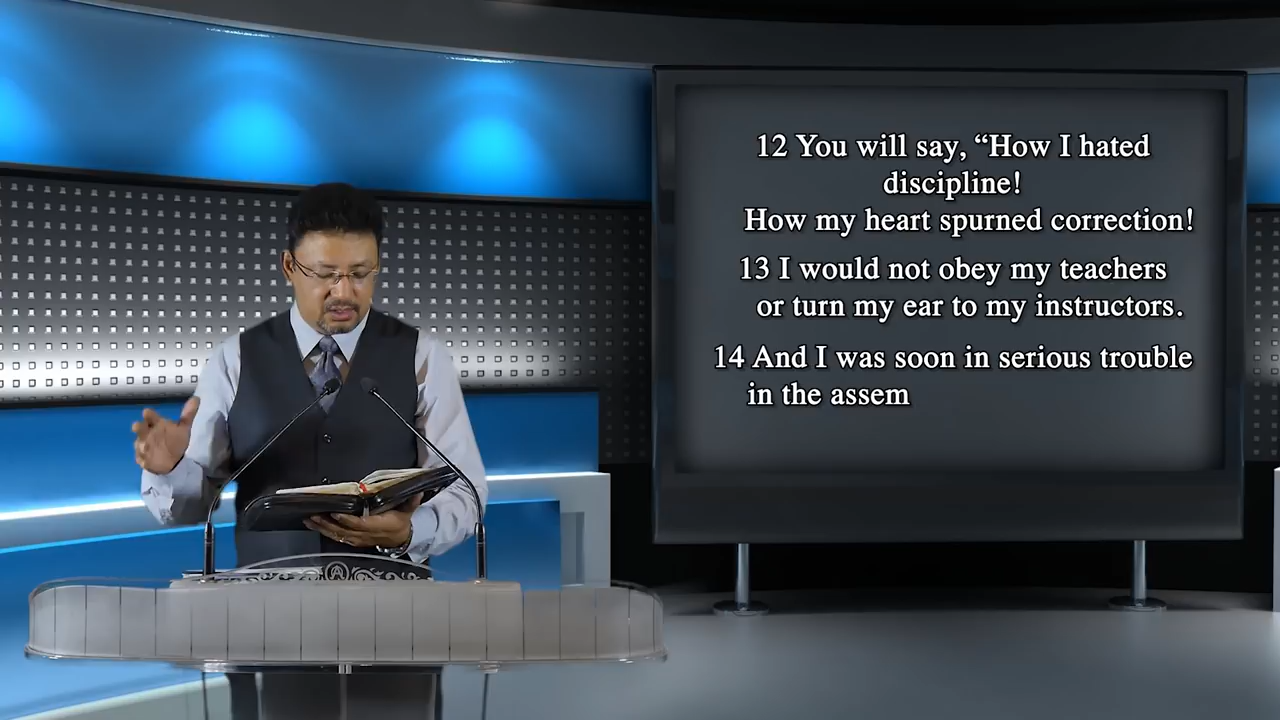 12 You will say, “How I hated
discipline!
How my heart spurned correction!
13 I would not obey my teachers
or turn my ear to my instructors.
14 And I was soon in serious trouble
in the assem